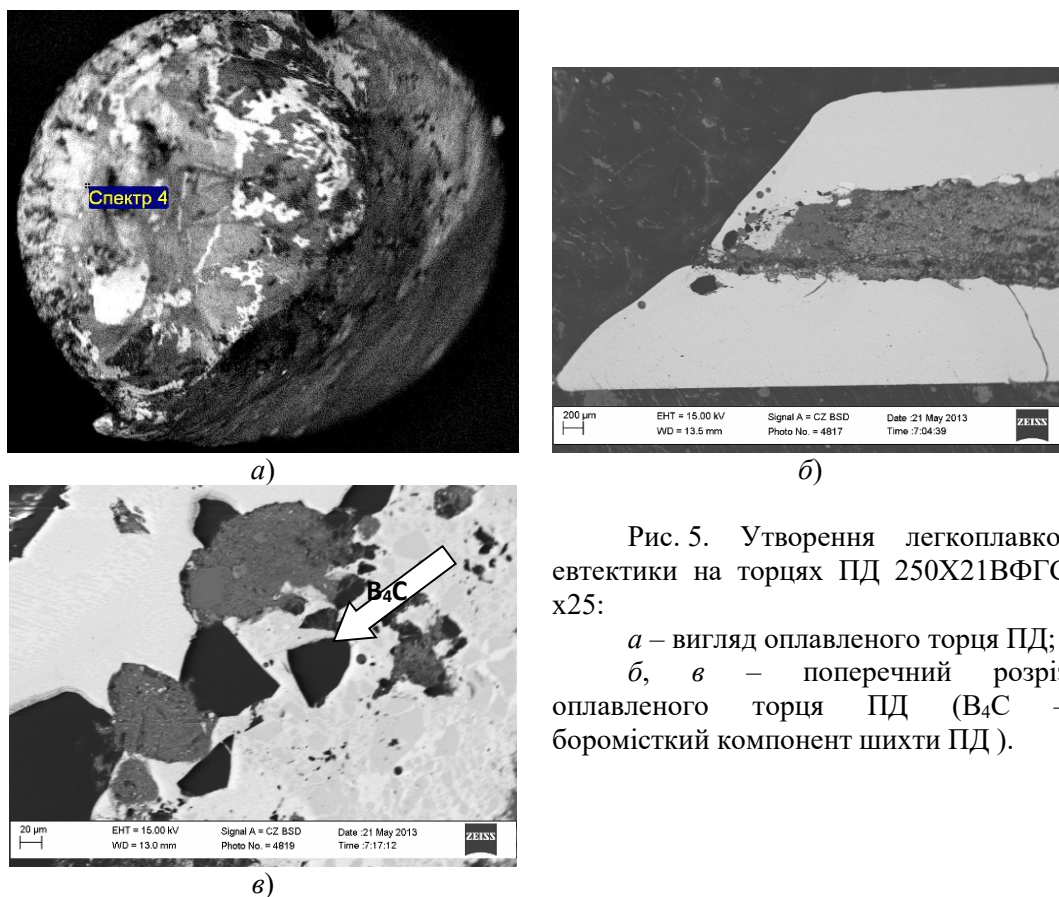 Спектр 4
200 µm
EHT = 15.00 kV
Signal A = CZ BSD
Date :21 May 2013
WD = 13.5 mm
Photo No. = 4817
Time :7:04:39
ZEISS
а)
б)
B₄C
20 µm
EHT = 15.00 kV
Signal A = CZ BSD
Date :21 May 2013
WD = 13.0 mm
Photo No. = 4819
Time :7:17:12
ZEISS
в)
Рис. 5. Утворення легкоплавко
евтектики на торцях ПД 250Х21ВФГС
х25:
а – вигляд оплавленого торця ПД;
б, в – поперечний розріз
оплавленого торця ПД (B₄C –
боромісткий компонент шихти ПД ).